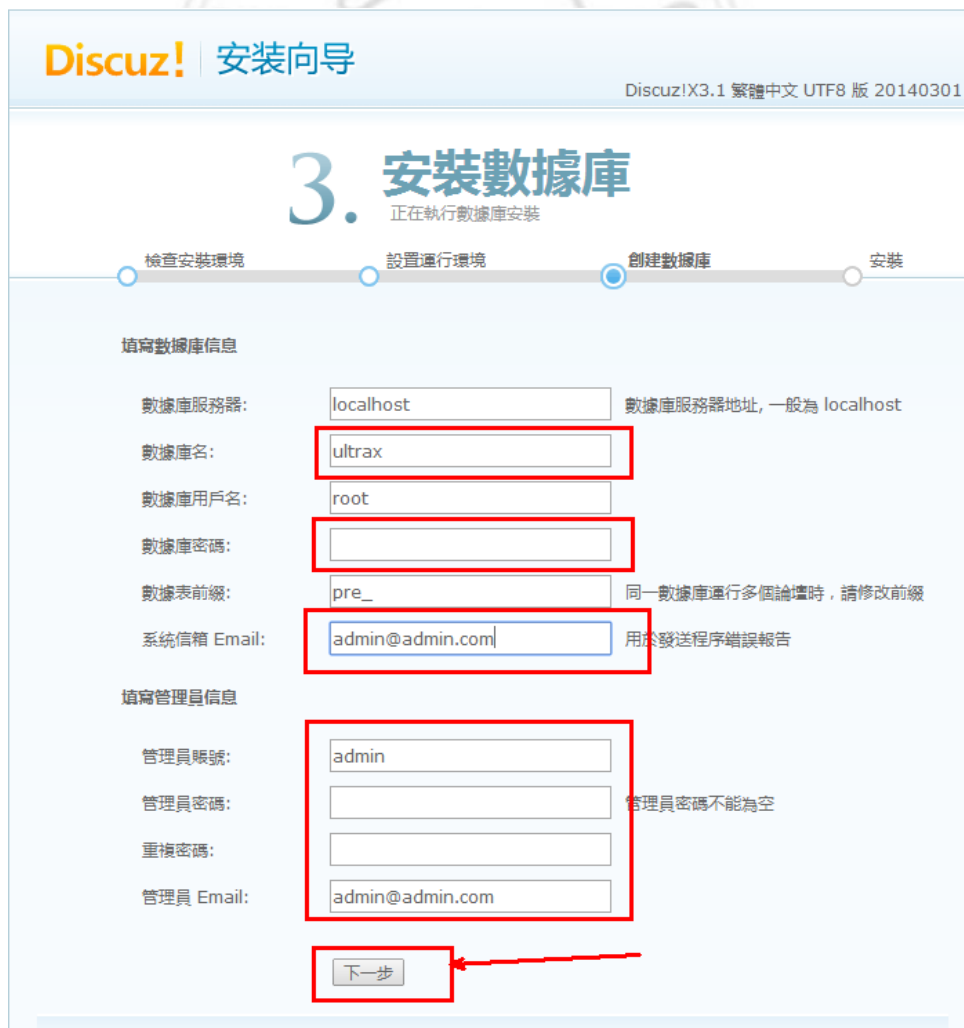 Discuz! 安装向导
Discuz!X3.1 繁體中文 UTF8 版 20140301
3. 安裝數據庫
正在執行數據庫安裝
檢查安裝環境 設置運行環境 創建數據庫 安裝
填寫數據庫信息
數據庫服務器: localhost 數據庫服務器地址, 一般為 localhost
數據庫名: ultrax
數據庫用戶名: root
數據庫密碼:
數據表前綴: pre_ 同一數據庫運行多個論壇時，請修改前綴
系統信箱 Email: admin@admin.com 用於發送程序錯誤報告
填寫管理員信息
管理員賬號: admin
管理員密碼: 管理員密碼不能為空
重複密碼:
管理員 Email: admin@admin.com
下一步